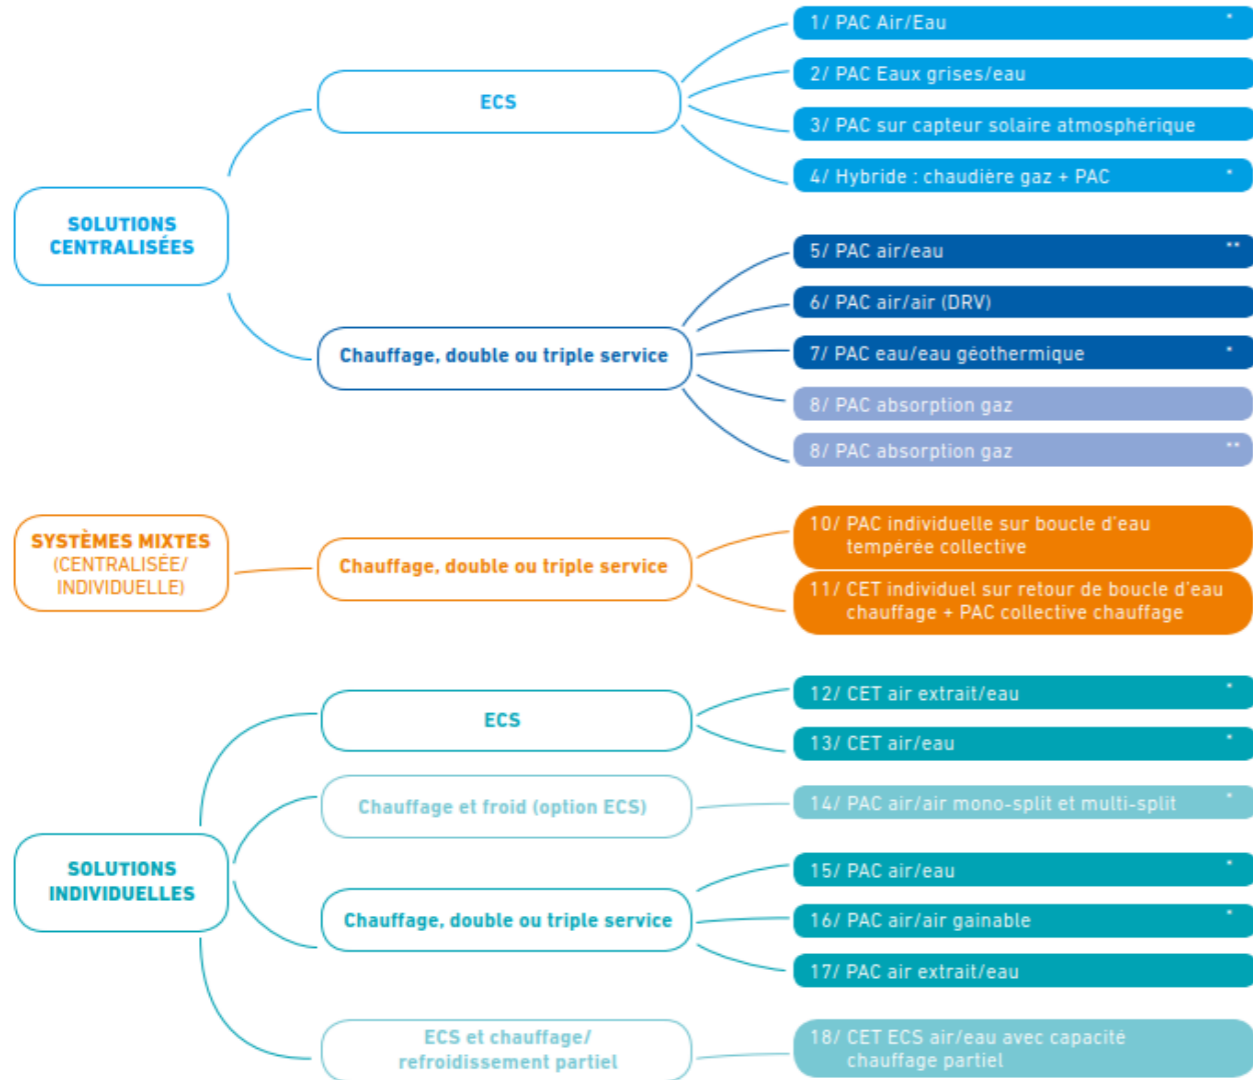 SOLUTIONS
CENTRALISÉES
ECS
1/ PAC Air/Eau *
2/ PAC Eaux grises/eau
3/ PAC sur capteur solaire atmosphérique
4/ Hybride : chaudière gaz + PAC *
Chauffage, double ou triple service
5/ PAC air/eau **
6/ PAC air/air (DRV)
7/ PAC eau/eau géothermique *
8/ PAC absorption gaz
8/ PAC absorption gaz **
SYSTÈMES MIXTES
(CENTRALISÉE/
INDIVIDUELLE)
Chauffage, double ou triple service
10/ PAC individuelle sur boucle d'eau
tempérée collective
11/ CET individuel sur retour de boucle d'eau
chauffage + PAC collective chauffage
SOLUTIONS
INDIVIDUELLES
ECS
12/ CET air extrait/eau *
13/ CET air/eau *
Chauffage et froid (option ECS)
14/ PAC air/air mono-split et multi-split *
Chauffage, double ou triple service
15/ PAC air/eau *
16/ PAC air/air gainable *
17/ PAC air extrait/eau
ECS et chauffage/
refroidissement partiel
18/ CET ECS air/eau avec capacité
chauffage partiel